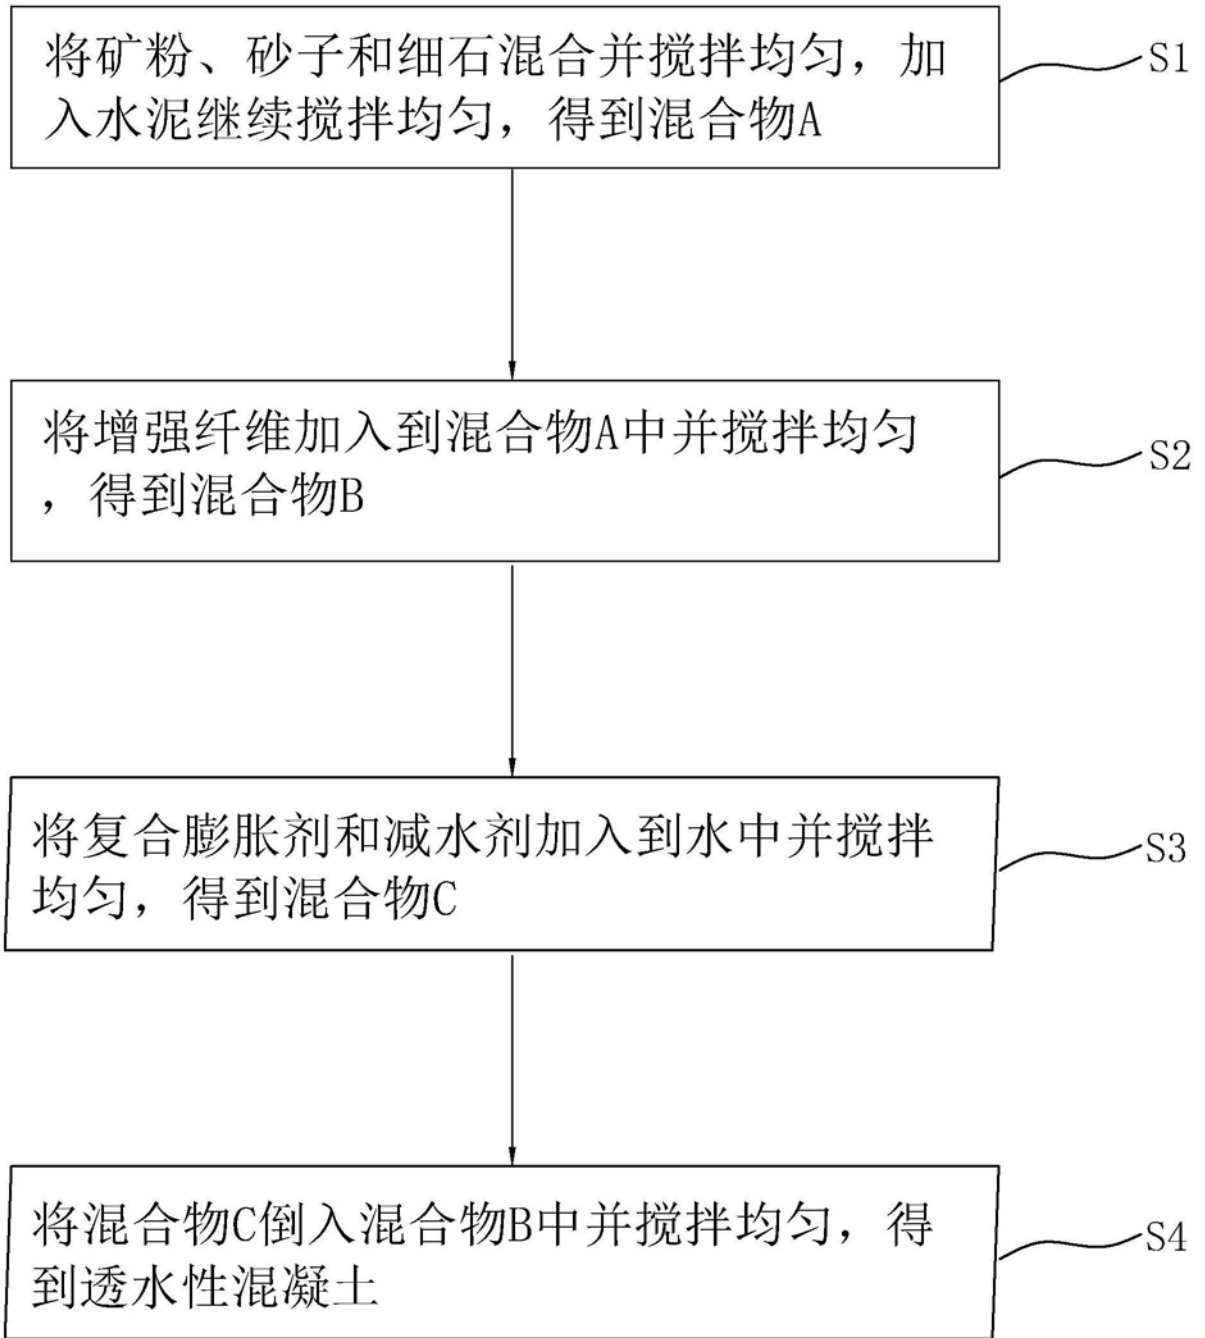 将矿粉、砂子和细石混合并搅拌均匀，加
入水泥继续搅拌均匀，得到混合物A
S1
将增强纤维加入到混合物A中并搅拌均匀
，得到混合物B
S2
将复合膨胀剂和减水剂加入到水中并搅拌
均匀，得到混合物C
S3
将混合物C倒入混合物B中并搅拌均匀，得
到透水性混凝土
S4